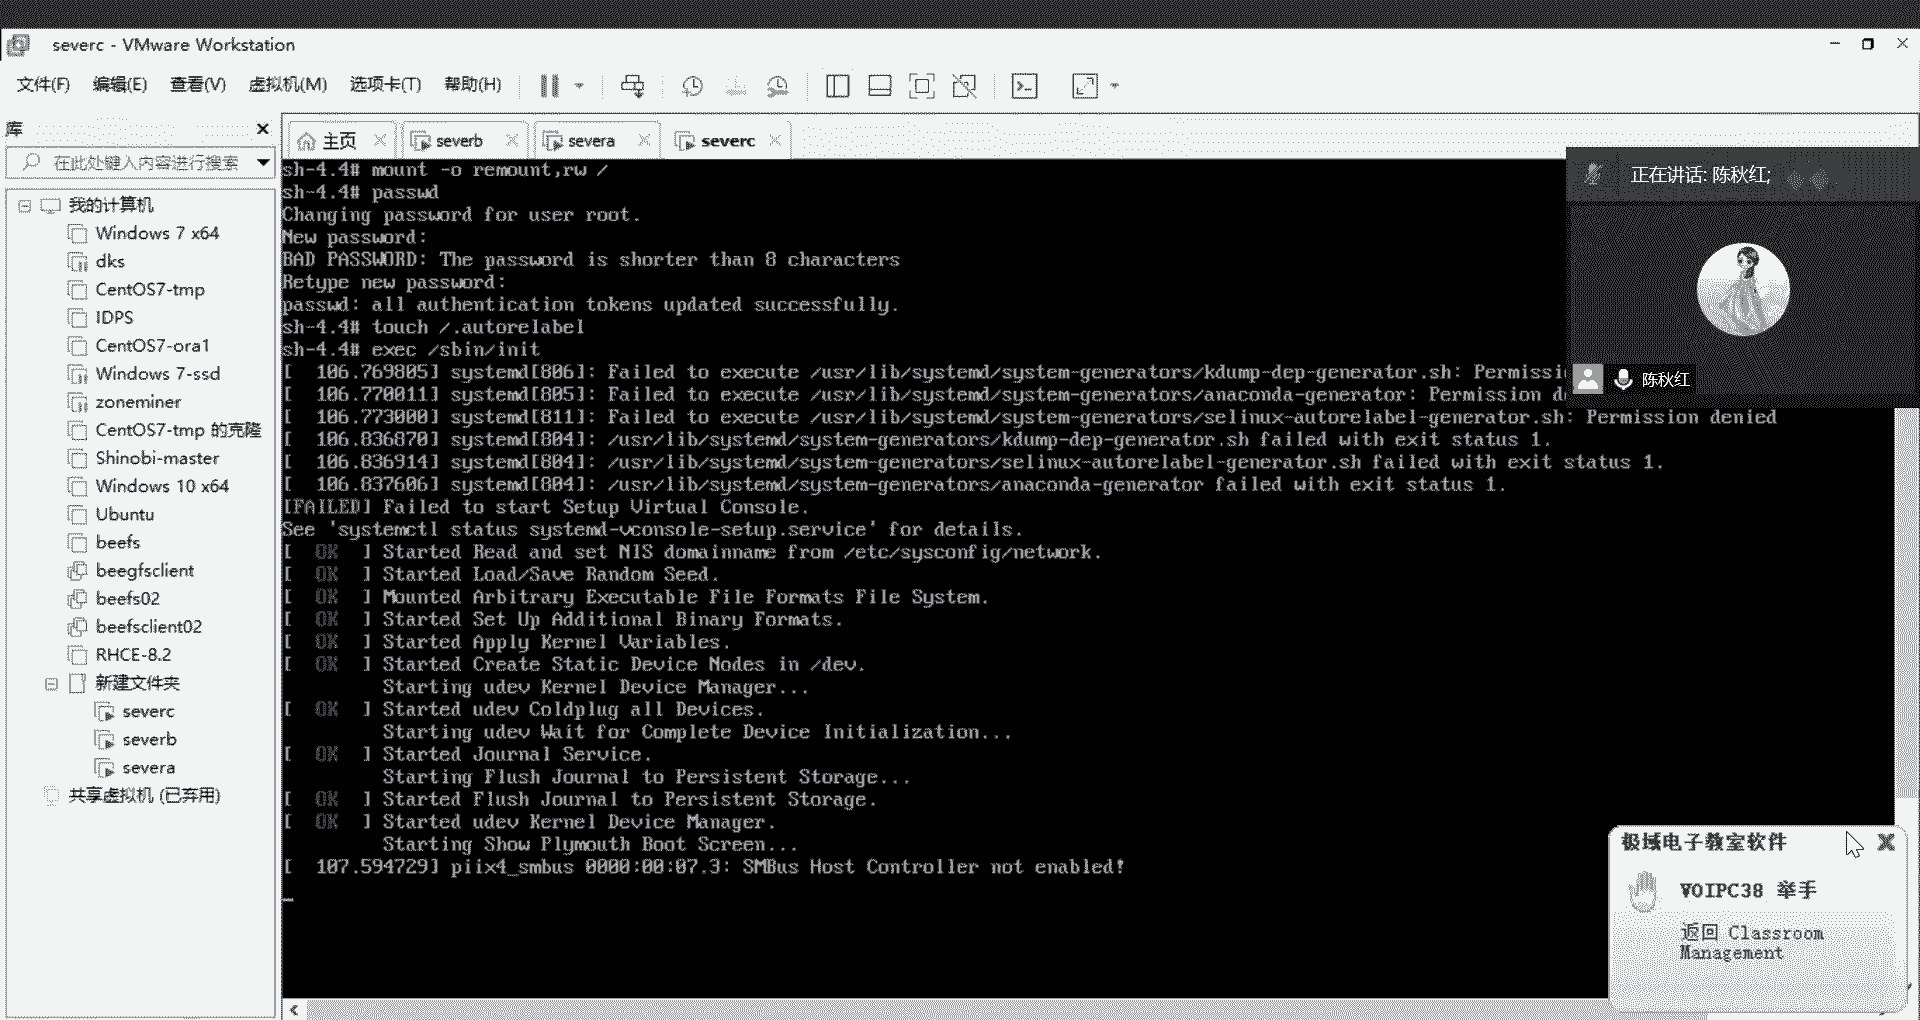 severc - VMware Workstation
文件(F) 编辑(E) 查看(V) 虚拟机(M) 选项卡(T) 帮助(H)
库
在此处键入内容进行搜索
我的计算机
Windows 7 x64
dks
CentOS7-tmp
IDPS
CentOS7-ora1
Windows 7-ssd
zoneminer
CentOS7-tmp 的克隆
Shinobi-master
Windows 10 x64
Ubuntu
beefs
beegfsclient
beefs02
beefsclient02
RHCE-8.2
新建文件夹
severc
severb
severa
共享虚拟机 (已弃用)
主页 severb severa severc
sh-4.4# mount -o remount,rw /
sh-4.4# passwd
Changing password for user root.
New password:
BAD PASSWORD: The password is shorter than 8 characters
Retype new password:
passwd: all authentication tokens updated successfully.
sh-4.4# touch /.autorelabel
sh-4.4# exec /sbin/init
[  106.769805] systemd[806]: Failed to execute /usr/lib/systemd/system-generators/kdump-dep-generator.sh: Permissi
[  106.770011] systemd[805]: Failed to execute /usr/lib/systemd/system-generators/anaconda-generator: Permission d
[  106.773000] systemd[811]: Failed to execute /usr/lib/systemd/system-generators/selinux-autorelabel-generator.sh: Permission denied
[  106.836870] systemd[804]: /usr/lib/systemd/system-generators/kdump-dep-generator.sh failed with exit status 1.
[  106.836914] systemd[804]: /usr/lib/systemd/system-generators/selinux-autorelabel-generator.sh failed with exit status 1.
[  106.837606] systemd[804]: /usr/lib/systemd/system-generators/anaconda-generator failed with exit status 1.
[FAILED] Failed to start Setup Virtual Console.
See 'systemctl status systemd-vconsole-setup.service' for details.
[  OK  ] Started Read and set NIS domainname from /etc/sysconfig/network.
[  OK  ] Started Load/Save Random Seed.
[  OK  ] Mounted Arbitrary Executable File Formats File System.
[  OK  ] Started Set Up Additional Binary Formats.
[  OK  ] Started Apply Kernel Variables.
[  OK  ] Started Create Static Device Nodes in /dev.
Starting udev Kernel Device Manager...
[  OK  ] Started udev Coldplug all Devices.
Starting udev Wait for Complete Device Initialization...
[  OK  ] Started Journal Service.
Starting Flush Journal to Persistent Storage...
[  OK  ] Started Flush Journal to Persistent Storage.
[  OK  ] Started udev Kernel Device Manager.
Starting Show Plymouth Boot Screen...
[  107.594729] piix4_smbus 0000:00:07.3: SMBus Host Controller not enabled!
正在讲话: 陈秋红;
陈秋红
极域电子教室软件
VOIPC38 举手
返回 Classroom
Management